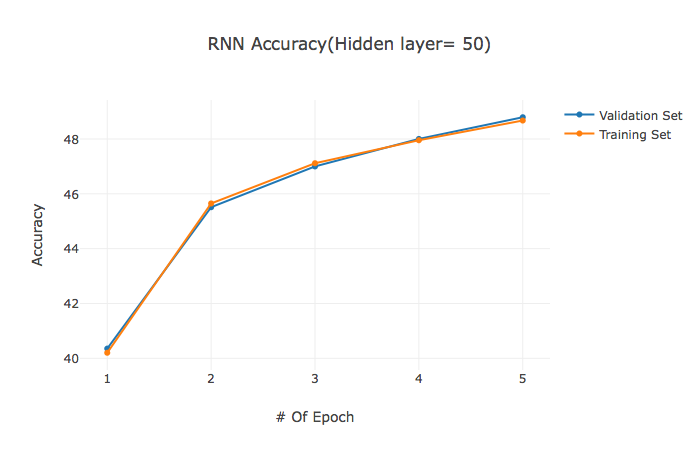 RNN Accuracy(Hidden layer= 50)
Validation Set
Training Set
48
46
44
42
40
Accuracy
1 2 3 4 5
# Of Epoch